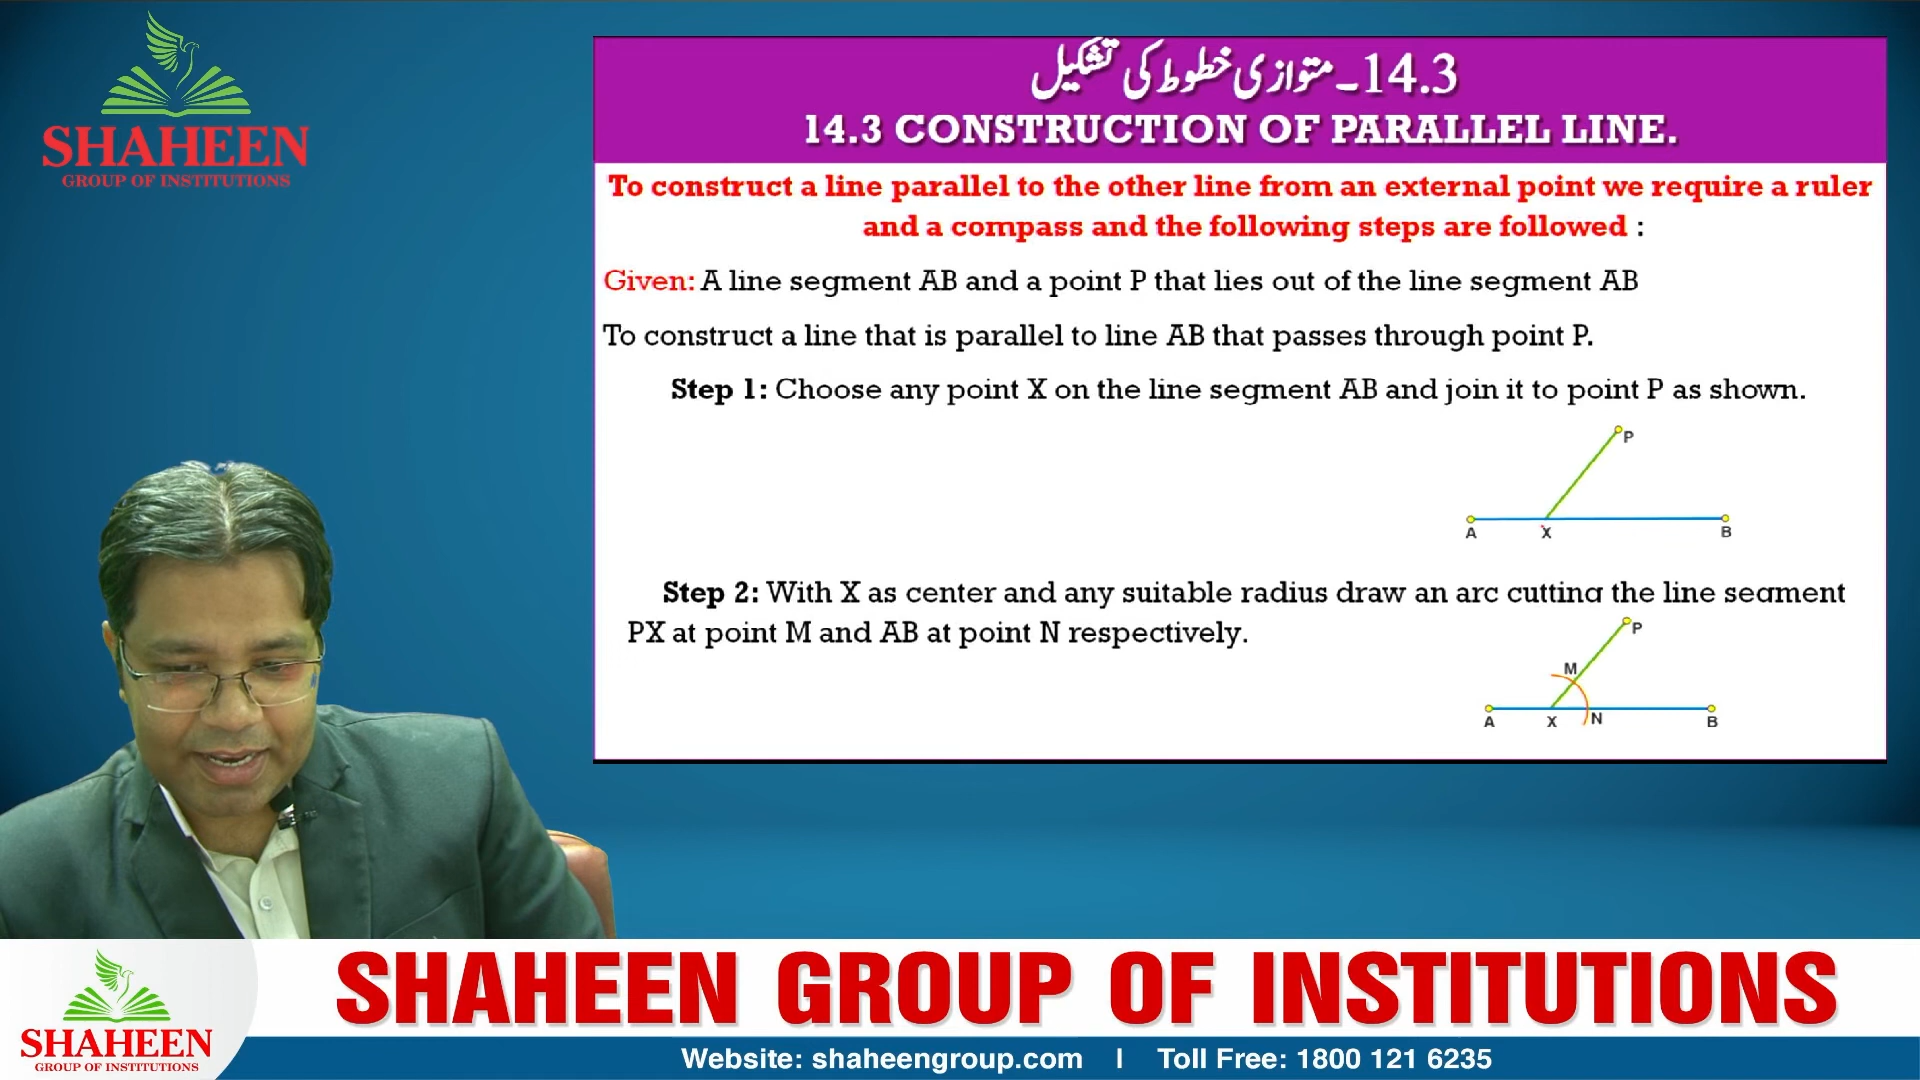 SHAHEEN
GROUP OF INSTITUTIONS
14.3۔ متوازی خطوط کی تشکیل
14.3 CONSTRUCTION OF PARALLEL LINE.
To construct a line parallel to the other line from an external point we require a ruler
and a compass and the following steps are followed :
Given: A line segment AB and a point P that lies out of the line segment AB
To construct a line that is parallel to line AB that passes through point P.
Step 1: Choose any point X on the line segment AB and join it to point P as shown.
P
A X B
Step 2: With X as center and any suitable radius draw an arc cutting the line segment
PX at point M and AB at point N respectively.
P
M
A X N B
SHAHEEN
GROUP OF INSTITUTIONS
SHAHEEN GROUP OF INSTITUTIONS
Website: shaheengroup.com | Toll Free: 1800 121 6235